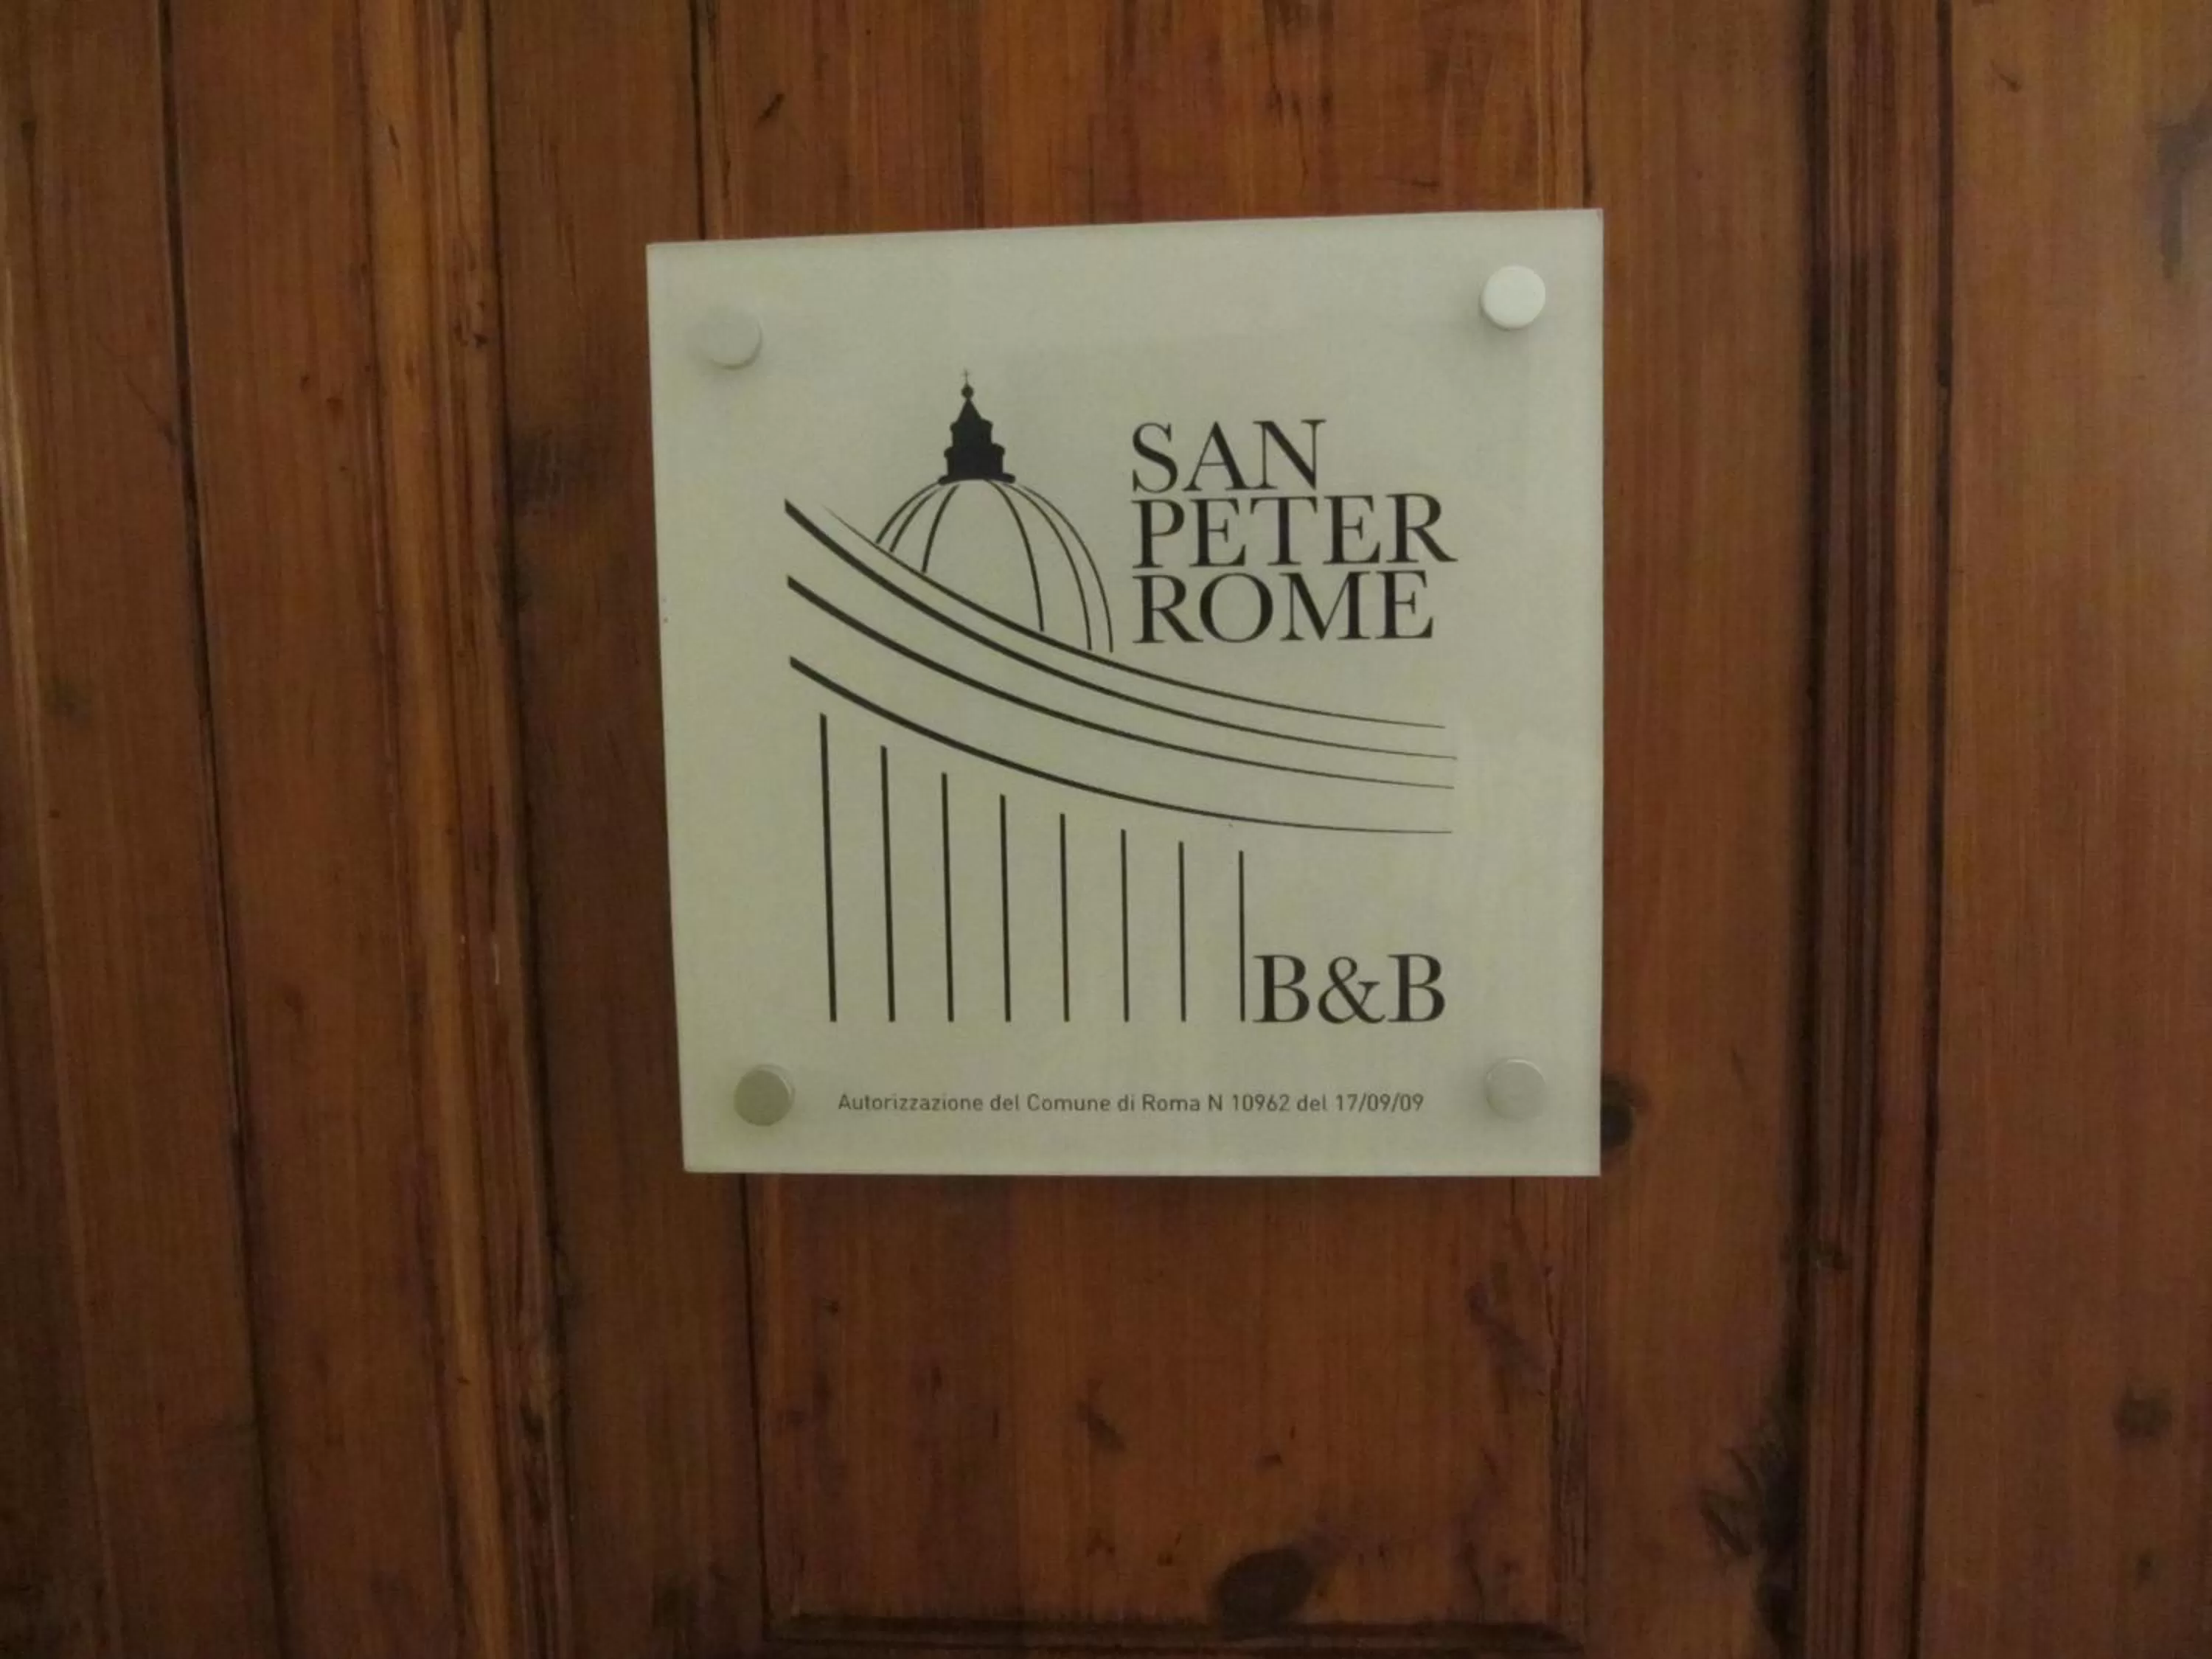 SAN
PETER
ROME
B&B
Autorizzazione del Comune di Roma N 10962 del 17/09/09